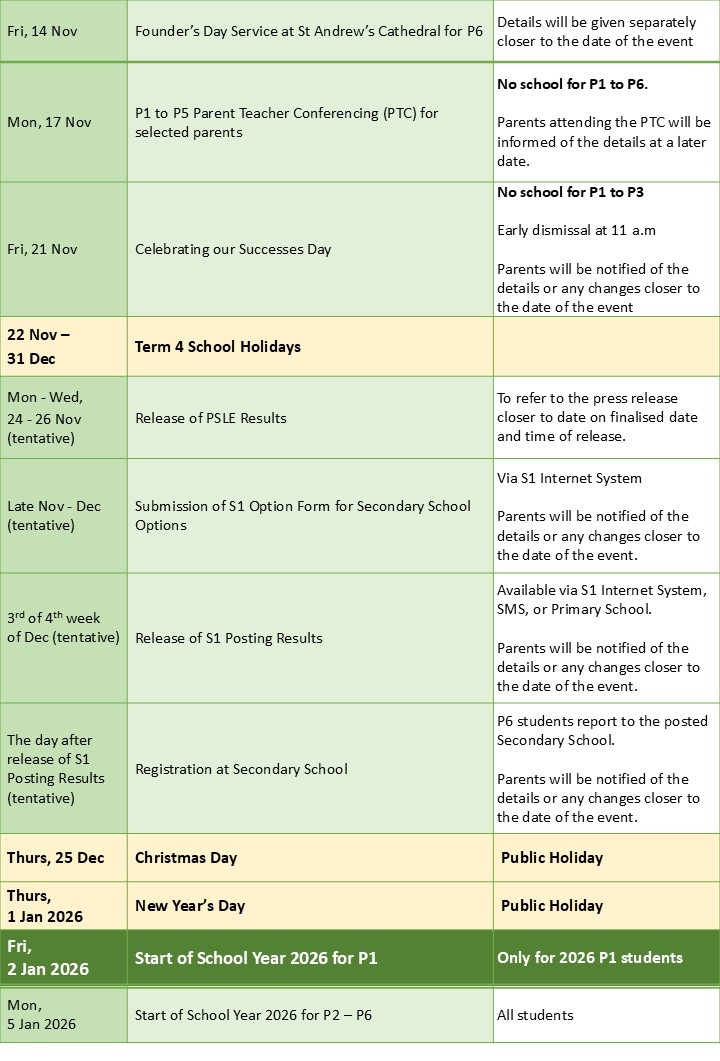 Fri, 14 Nov
Founder's Day Service at St Andrew's Cathedral for P6
Details will be given separately
closer to the date of the event
Mon, 17 Nov
P1 to P5 Parent Teacher Conferencing (PTC) for
selected parents
No school for P1 to P6.
Parents attending the PTC will be
informed of the details at a later
date.
Fri, 21 Nov
Celebrating our Successes Day
No school for P1 to P3
Early dismissal at 11 a.m
Parents will be notified of the
details or any changes closer to
the date of the event
22 Nov –
31 Dec
Term 4 School Holidays
Mon - Wed,
24 - 26 Nov
(tentative)
Release of PSLE Results
To refer to the press release
closer to date on finalised date
and time of release.
Late Nov - Dec
(tentative)
Submission of S1 Option Form for Secondary School
Options
Via S1 Internet System
Parents will be notified of the
details or any changes closer to
the date of the event.
3rd of 4th week
of Dec (tentative)
Release of S1 Posting Results
Available via S1 Internet System,
SMS, or Primary School.
Parents will be notified of the
details or any changes closer to
the date of the event.
The day after
release of S1
Posting Results
(tentative)
Registration at Secondary School
P6 students report to the posted
Secondary School.
Parents will be notified of the
details or any changes closer to
the date of the event.
Thurs, 25 Dec
Christmas Day
Public Holiday
Thurs,
1 Jan 2026
New Year's Day
Public Holiday
Fri,
2 Jan 2026
Start of School Year 2026 for P1
Only for 2026 P1 students
Mon,
5 Jan 2026
Start of School Year 2026 for P2 – P6
All students